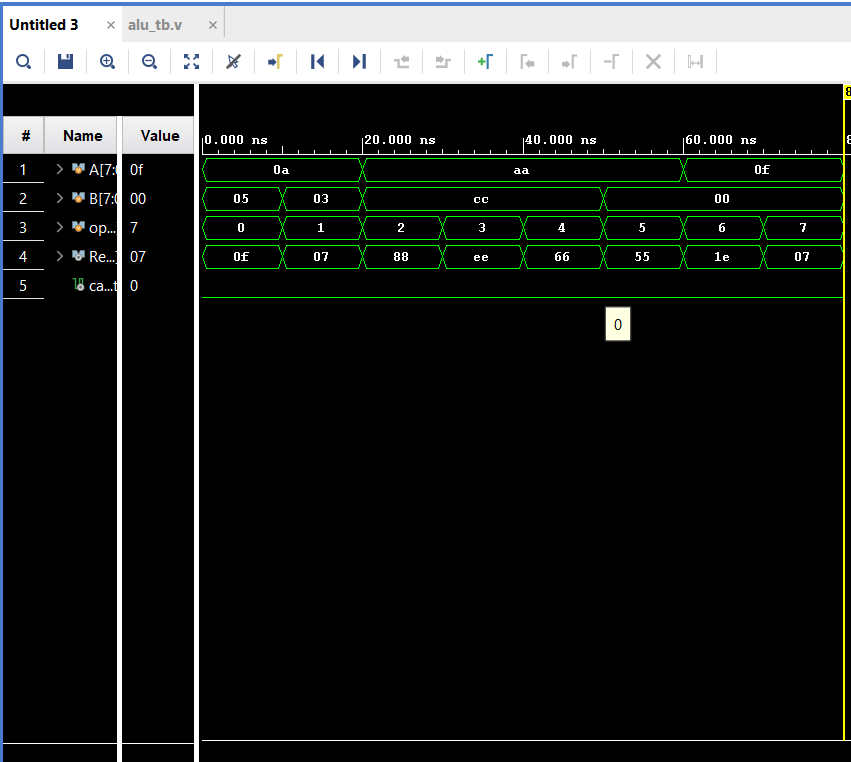 Untitled 3 × alu_tb.v ×
8
# Name Value
0.000 ns 20.000 ns 40.000 ns 60.000 ns 8
1 A[7:0 0f 0a aa 0f
2 B[7:0 00 05 03 cc 00
3 op...] 7 0 1 2 3 4 5 6 7
4 Re...] 07 0f 07 88 ee 66 55 1e 07
5 ca...t 0
0